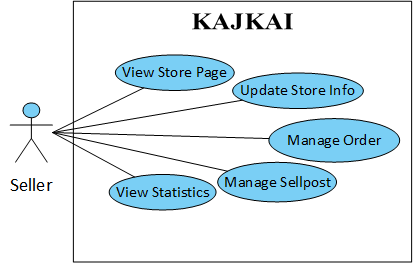 KAJKAI
View Store Page
Update Store Info
Manage Order
Seller
Manage Sellpost
View Statistics